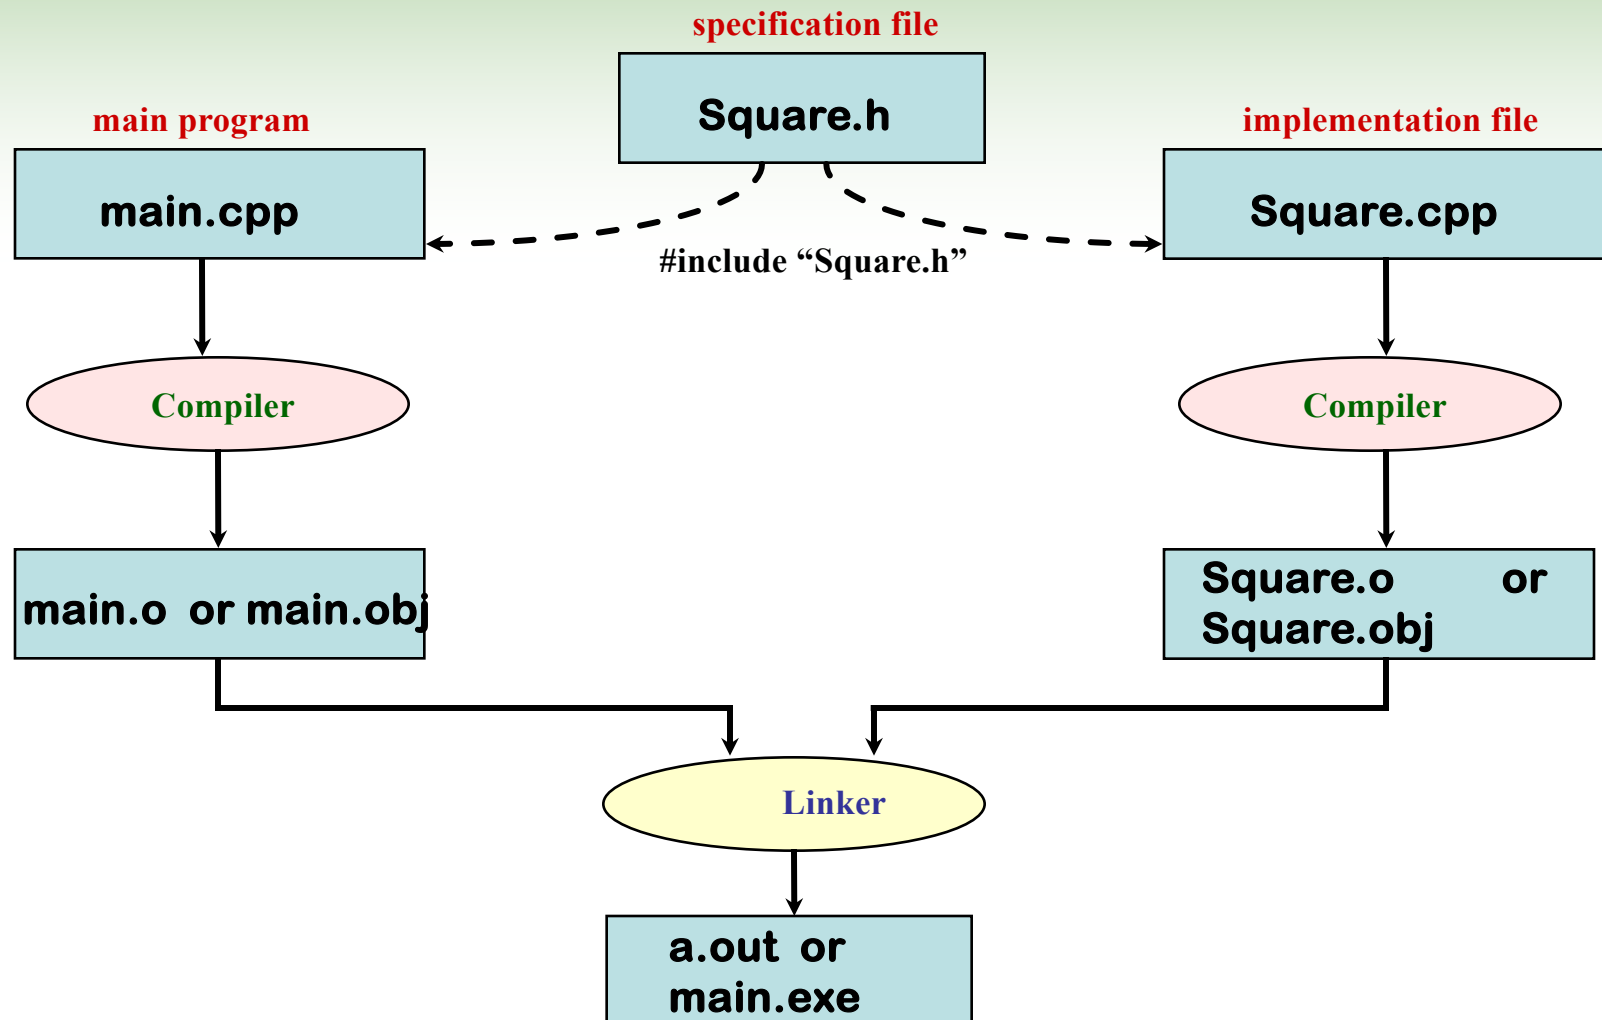 specification file
Square.h
main program
implementation file
main.cpp
Square.cpp
#include “Square.h”
Compiler
Compiler
main.o or main.obj
Square.o or
Square.obj
Linker
a.out or
main.exe